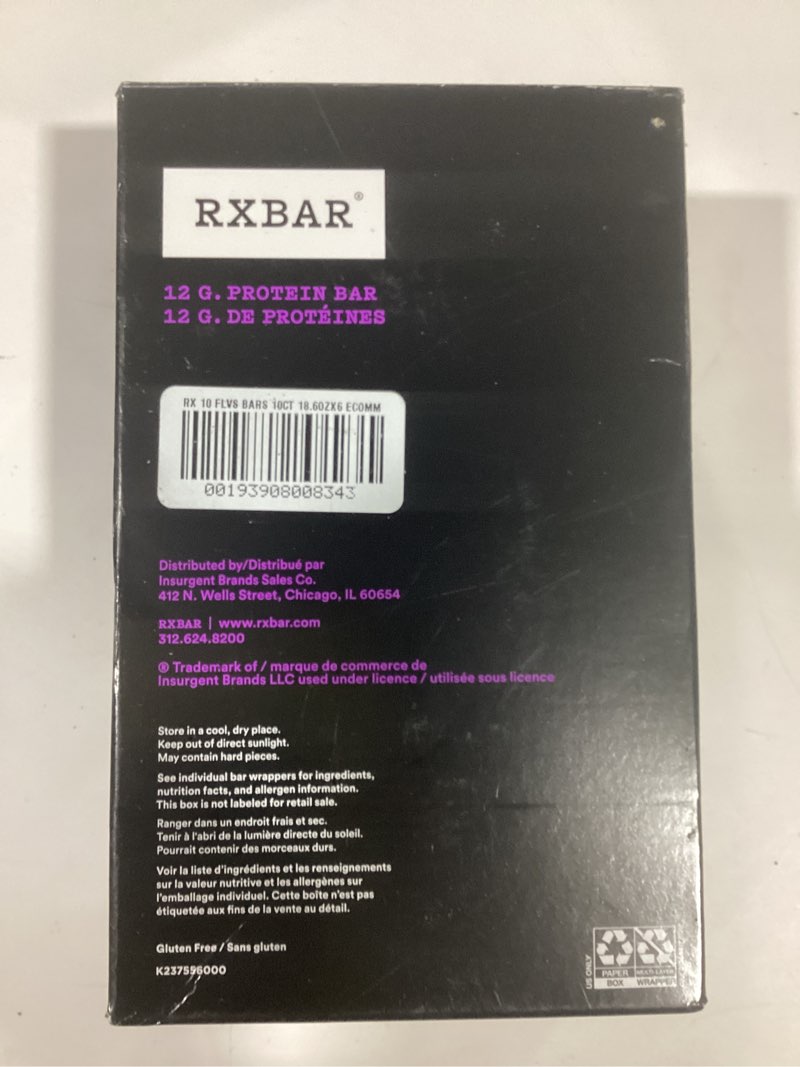 RXBAR®
12 G. PROTEIN BAR
12 G. DE PROTÉINES
RX 10 FLVS BARS 10CT 18.6OZX6 ECOMM
00193908008343
Distributed by/Distribué par
Insurgent Brands Sales Co.
412 N. Wells Street, Chicago, IL 60654
RXBAR | www.rxbar.com
312.624.8200
® Trademark of / marque de commerce de
Insurgent Brands LLC used under licence / utilisée sous licence
Store in a cool, dry place.
Keep out of direct sunlight.
May contain hard pieces.
See individual bar wrappers for ingredients,
nutrition facts, and allergen information.
This box is not labeled for retail sale.
Ranger dans un endroit frais et sec.
Tenir à l'abri de la lumière directe du soleil.
Pourrait contenir des morceaux durs.
Voir la liste d'ingrédients et les renseignements
sur la valeur nutritive et les allergènes sur
l'emballage individuel. Cette boîte n'est pas
étiquetée aux fins de la vente au détail.
Gluten Free / Sans gluten
K237556000
US ONLY
PAPER MULTI-LAYER
BOX WRAPPER